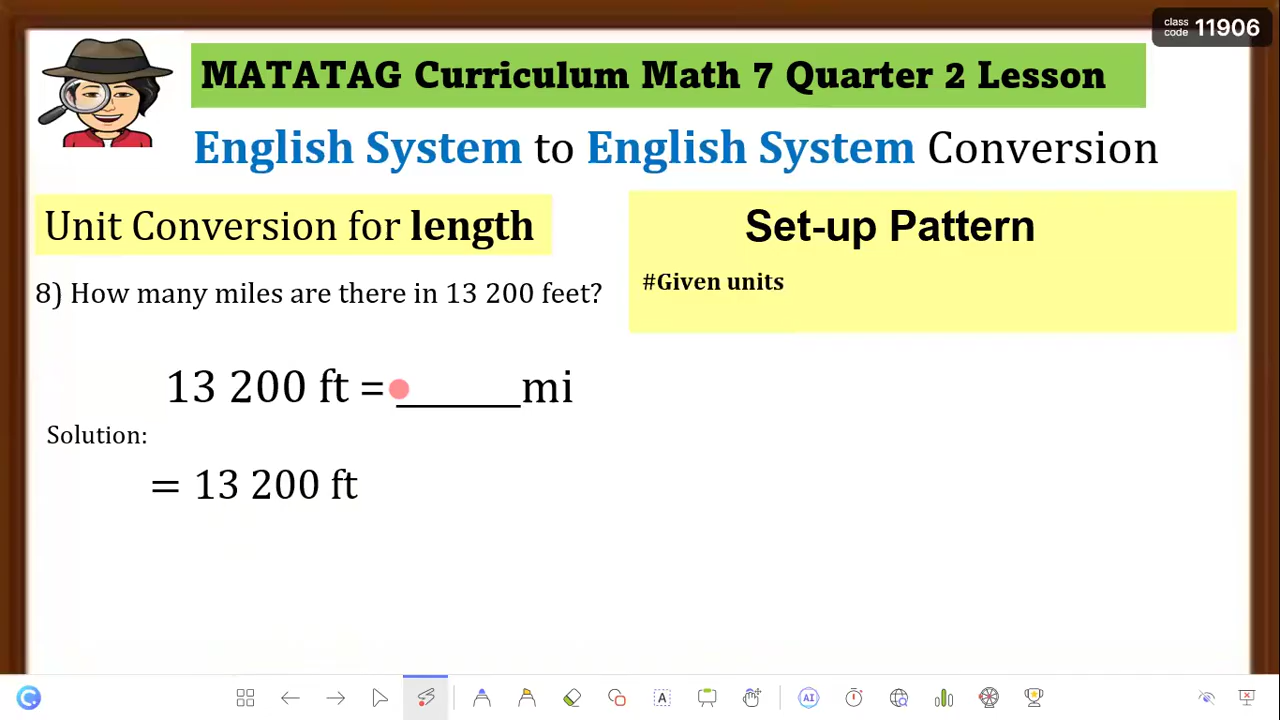 class code 11906
MATATAG Curriculum Math 7 Quarter 2 Lesson
English System to English System Conversion
Unit Conversion for length
Set-up Pattern
#Given units
8) How many miles are there in 13 200 feet?
13 200 ft = ______mi
Solution:
= 13 200 ft
A
AI